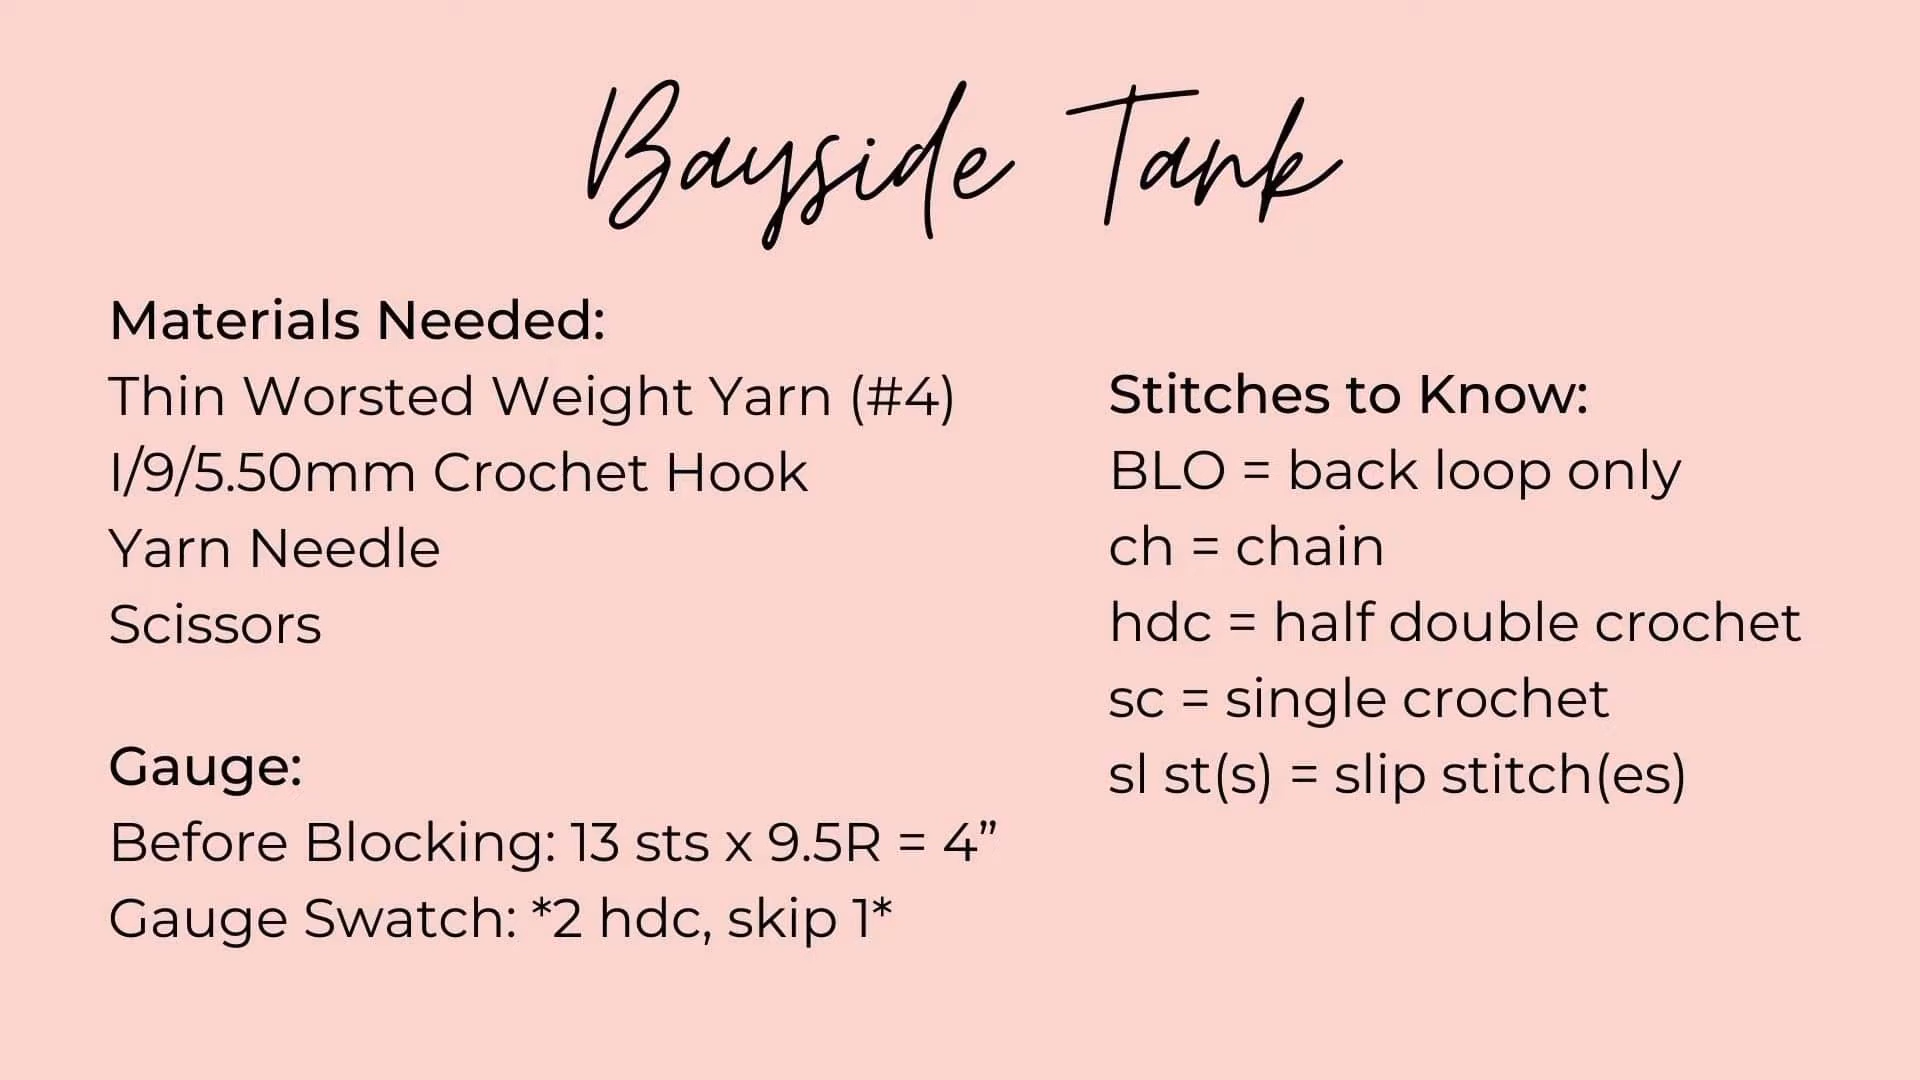 Bayside Tank
Materials Needed:
Thin Worsted Weight Yarn (#4)
I/9/5.50mm Crochet Hook
Yarn Needle
Scissors
Gauge:
Before Blocking: 13 sts x 9.5R = 4”
Gauge Swatch: *2 hdc, skip 1*
Stitches to Know:
BLO = back loop only
ch = chain
hdc = half double crochet
sc = single crochet
sl st(s) = slip stitch(es)